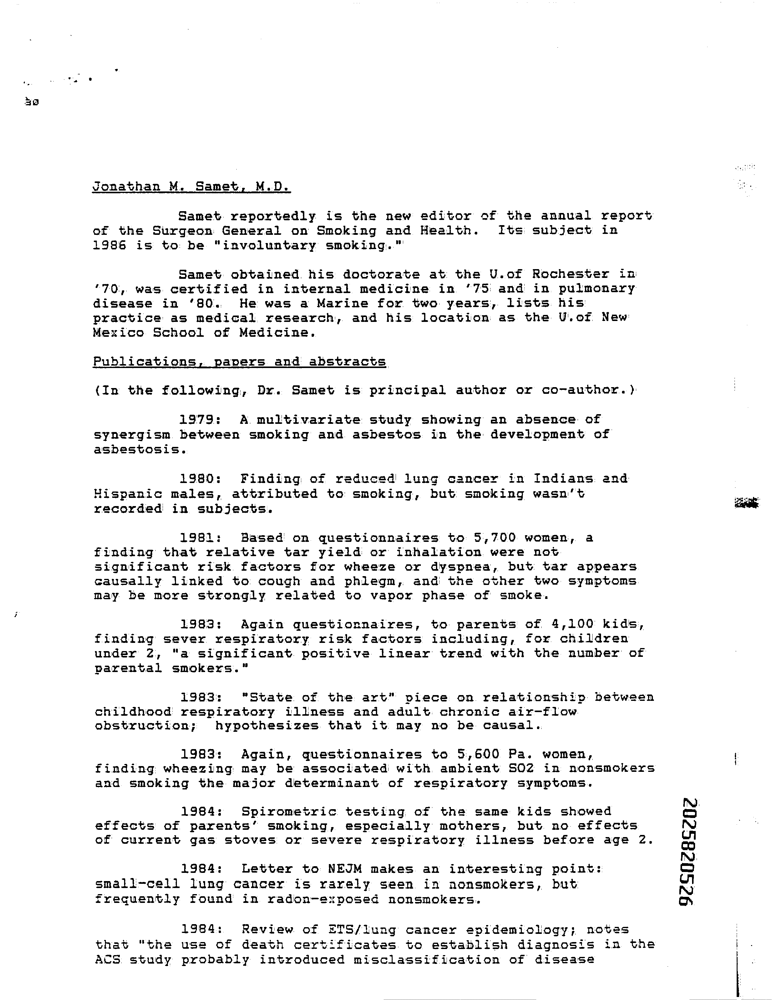 Jonathan M. Samet, M.D.
Samet reportedly is the new editor of the annual report
of the Surgeon General on Smoking and Health. Its subject in
1986 is to be "involuntary smoking."
Samet obtained his doctorate at the U.of Rochester in
'70, was certified in internal medicine in '75 and in pulmonary
disease in '80. He was a Marine for two years, lists his
practice as medical research, and his location as the U.of New
Mexico School of Medicine.
Publications, papers and abstracts
(In the following, Dr. Samet is principal author or co-author.)
1979: A multivariate study showing an absence of
synergism between smoking and asbestos in the development of
asbestosis.
1980: Finding of reduced lung cancer in Indians and
Hispanic males, attributed to smoking, but smoking wasn't
recorded in subjects.
1981: Based on questionnaires to 5,700 women, a
finding that relative tar yield or inhalation were not
significant risk factors for wheeze or dyspnea, but tar appears
causally linked to cough and phlegm, and the other two symptoms
may be more strongly related to vapor phase of smoke.
1983: Again questionnaires, to parents of 4,100 kids,
finding sever respiratory risk factors including, for children
under 2, "a significant positive linear trend with the number of
parental smokers."
1983: "State of the art" piece on relationship between
childhood respiratory illness and adult chronic air-flow
obstruction; hypothesizes that it may no be causal.
1983: Again, questionnaires to 5,600 Pa. women,
finding wheezing may be associated with ambient SO2 in nonsmokers
and smoking the major determinant of respiratory symptoms.
1984: Spirometric testing of the same kids showed
effects of parents' smoking, especially mothers, but no effects
of current gas stoves or severe respiratory illness before age 2.
1984: Letter to NEJM makes an interesting point:
small-cell lung cancer is rarely seen in nonsmokers, but
frequently found in radon-exposed nonsmokers.
1984: Review of ETS/lung cancer epidemiology; notes
that "the use of death certificates to establish diagnosis in the
ACS study probably introduced misclassification of disease
2025820526